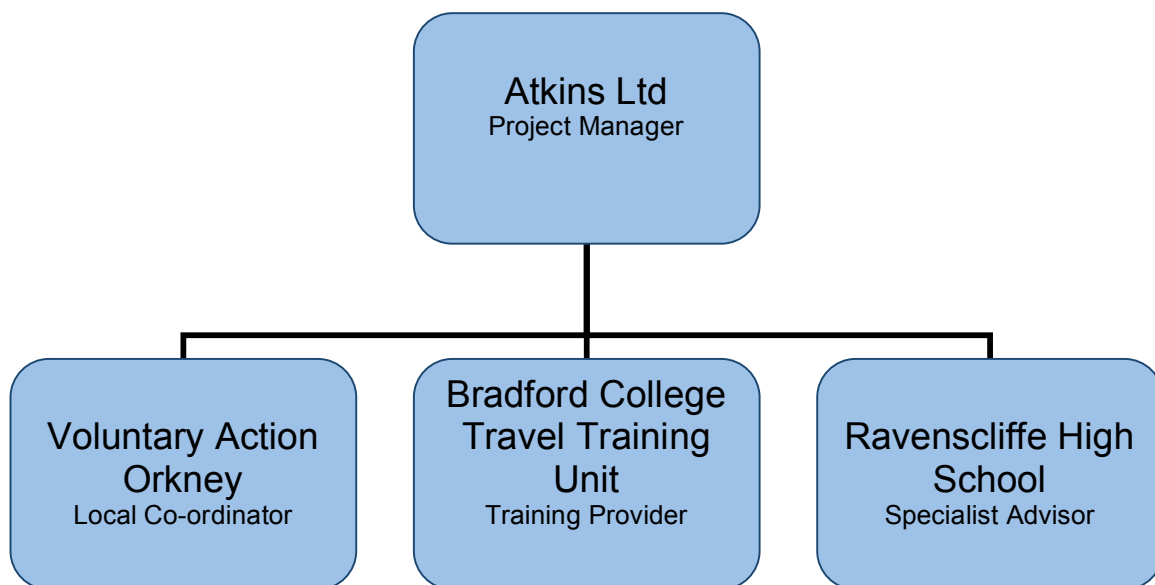 Atkins Ltd
Project Manager
Voluntary Action
Orkney
Local Co-ordinator
Bradford College
Travel Training
Unit
Training Provider
Ravenscliffe High
School
Specialist Advisor